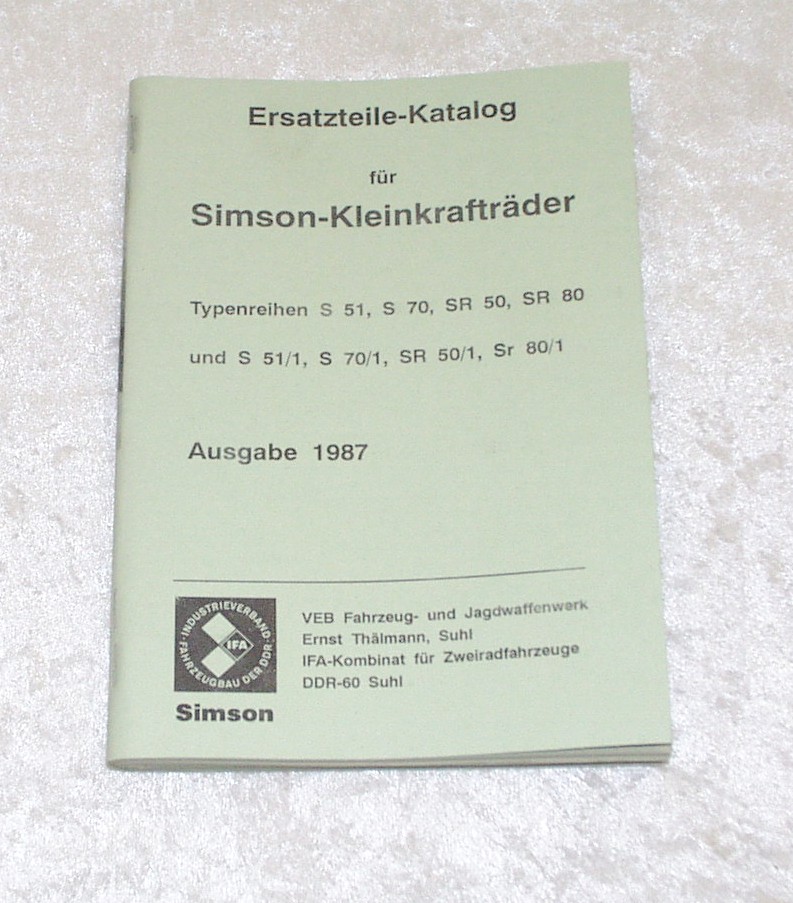 Ersatzteile-Katalog
für
Simson-Kleinkrafträder
Typenreihen S 51, S 70, SR 50, SR 80
und S 51/1, S 70/1, SR 50/1, Sr 80/1
Ausgabe 1987
·INDUSTRIEVERBAND·
FAHRZEUGBAU DER DDR
IFA
Simson
VEB Fahrzeug- und Jagdwaffenwerk
Ernst Thälmann, Suhl
IFA-Kombinat für Zweiradfahrzeuge
DDR-60 Suhl